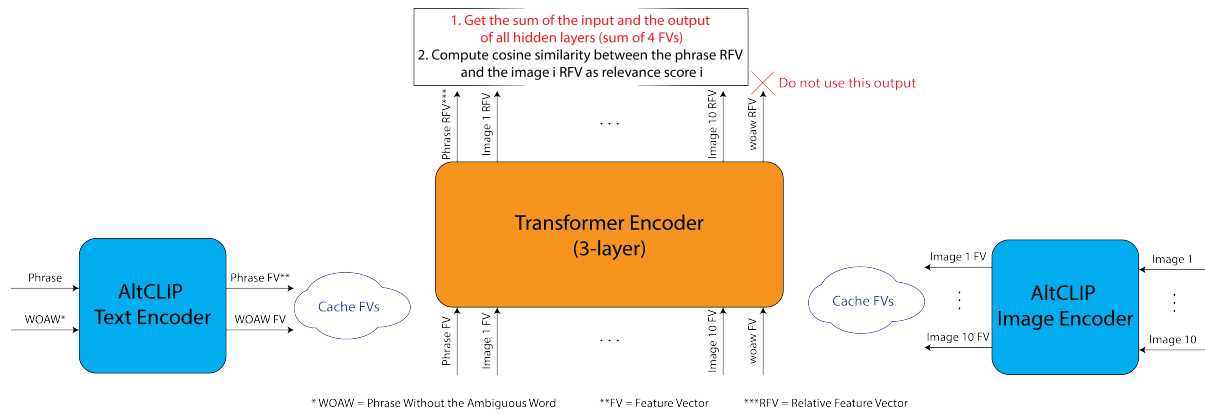 1. Get the sum of the input and the output
of all hidden layers (sum of 4 FVs)
2. Compute cosine similarity between the phrase RFV
and the image i RFV as relevance score i
Do not use this output
Phrase RFV***
Image 1 RFV
. . .
Image 10 RFV
woaw RFV
Transformer Encoder
(3-layer)
Phrase
WOAW*
AltCLIP
Text Encoder
Phrase FV**
WOAW FV
Cache FVs
Phrase FV
Image 1 FV
. . .
Image 10 FV
woaw FV
Cache FVs
Image 1 FV
. . .
Image 10 FV
AltCLIP
Image Encoder
Image 1
. . .
Image 10
* WOAW = Phrase Without the Ambiguous Word
**FV = Feature Vector
***RFV = Relative Feature Vector